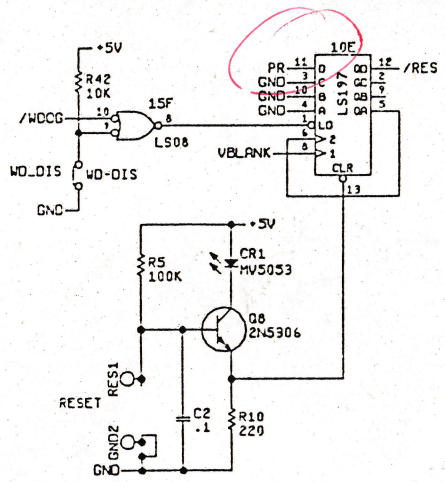 +5V
R42
10K
/WDCG
10
9
15F
8
LS08
WD_DIS
WD-DIS
GND
10E
LS197
PR 11 D
GND 3 C
GND 10 B
GND 4 A
1 LD
6 2
VBLANK 8 1
QD 12 /RES
QC 2
QB 9
QA 5
CLR
13
+5V
R5
100K
CR1
MV5053
Q8
2N5306
RES1
RESET
C2
.1
R10
220
GND2
GND